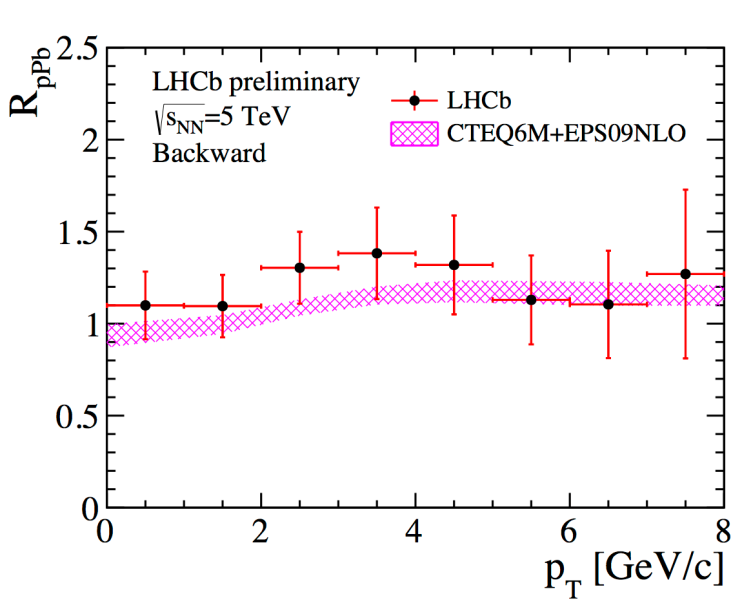 R_pPb
2.5
2
1.5
1
0.5
0
LHCb preliminary
√s_NN=5 TeV
Backward
LHCb
CTEQ6M+EPS09NLO
0 2 4 6 8
p_T [GeV/c]